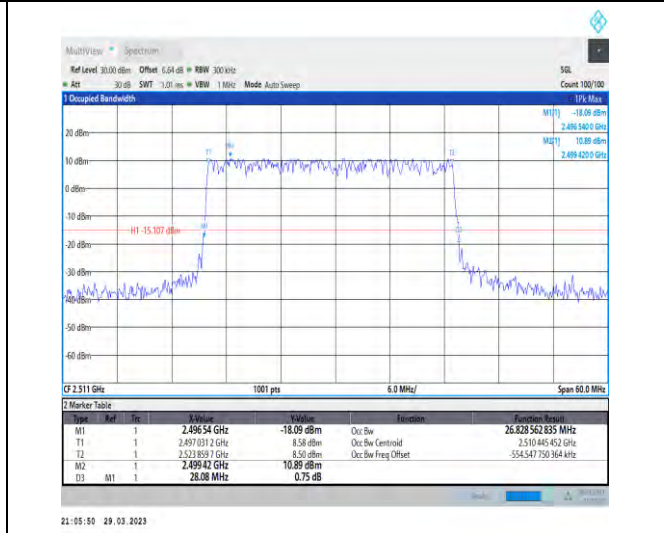 MultiView Spectrum
Ref Level 30.00 dBm Offset 6.64 dB RBW 300 kHz SGL
Att 30 dB SWT 1.01 ms VBW 1 MHz Mode Auto Sweep Count 100/100
1 Occupied Bandwidth 1Pk Max
M1[1] -18.09 dBm
2.496 540 0 GHz
M2[1] 10.89 dBm
2.499 420 0 GHz
20 dBm
T1 M2 T2
10 dBm
0 dBm
-10 dBm
H1 -15.107 dBm M1 D3
-20 dBm
-30 dBm
-40 dBm
-50 dBm
-60 dBm
CF 2.511 GHz 1001 pts 6.0 MHz/ Span 60.0 MHz
2 Marker Table
Type Ref Trc X-Value Y-Value Function Function Result
M1 1 2.496 54 GHz -18.09 dBm Occ Bw 26.828 562 835 MHz
T1 1 2.497 031 2 GHz 8.58 dBm Occ Bw Centroid 2.510 445 452 GHz
T2 1 2.523 859 7 GHz 8.50 dBm Occ Bw Freq Offset -554.547 750 364 kHz
M2 1 2.499 42 GHz 10.89 dBm
D3 M1 1 28.08 MHz 0.75 dB
21:05:50 29.03.2023